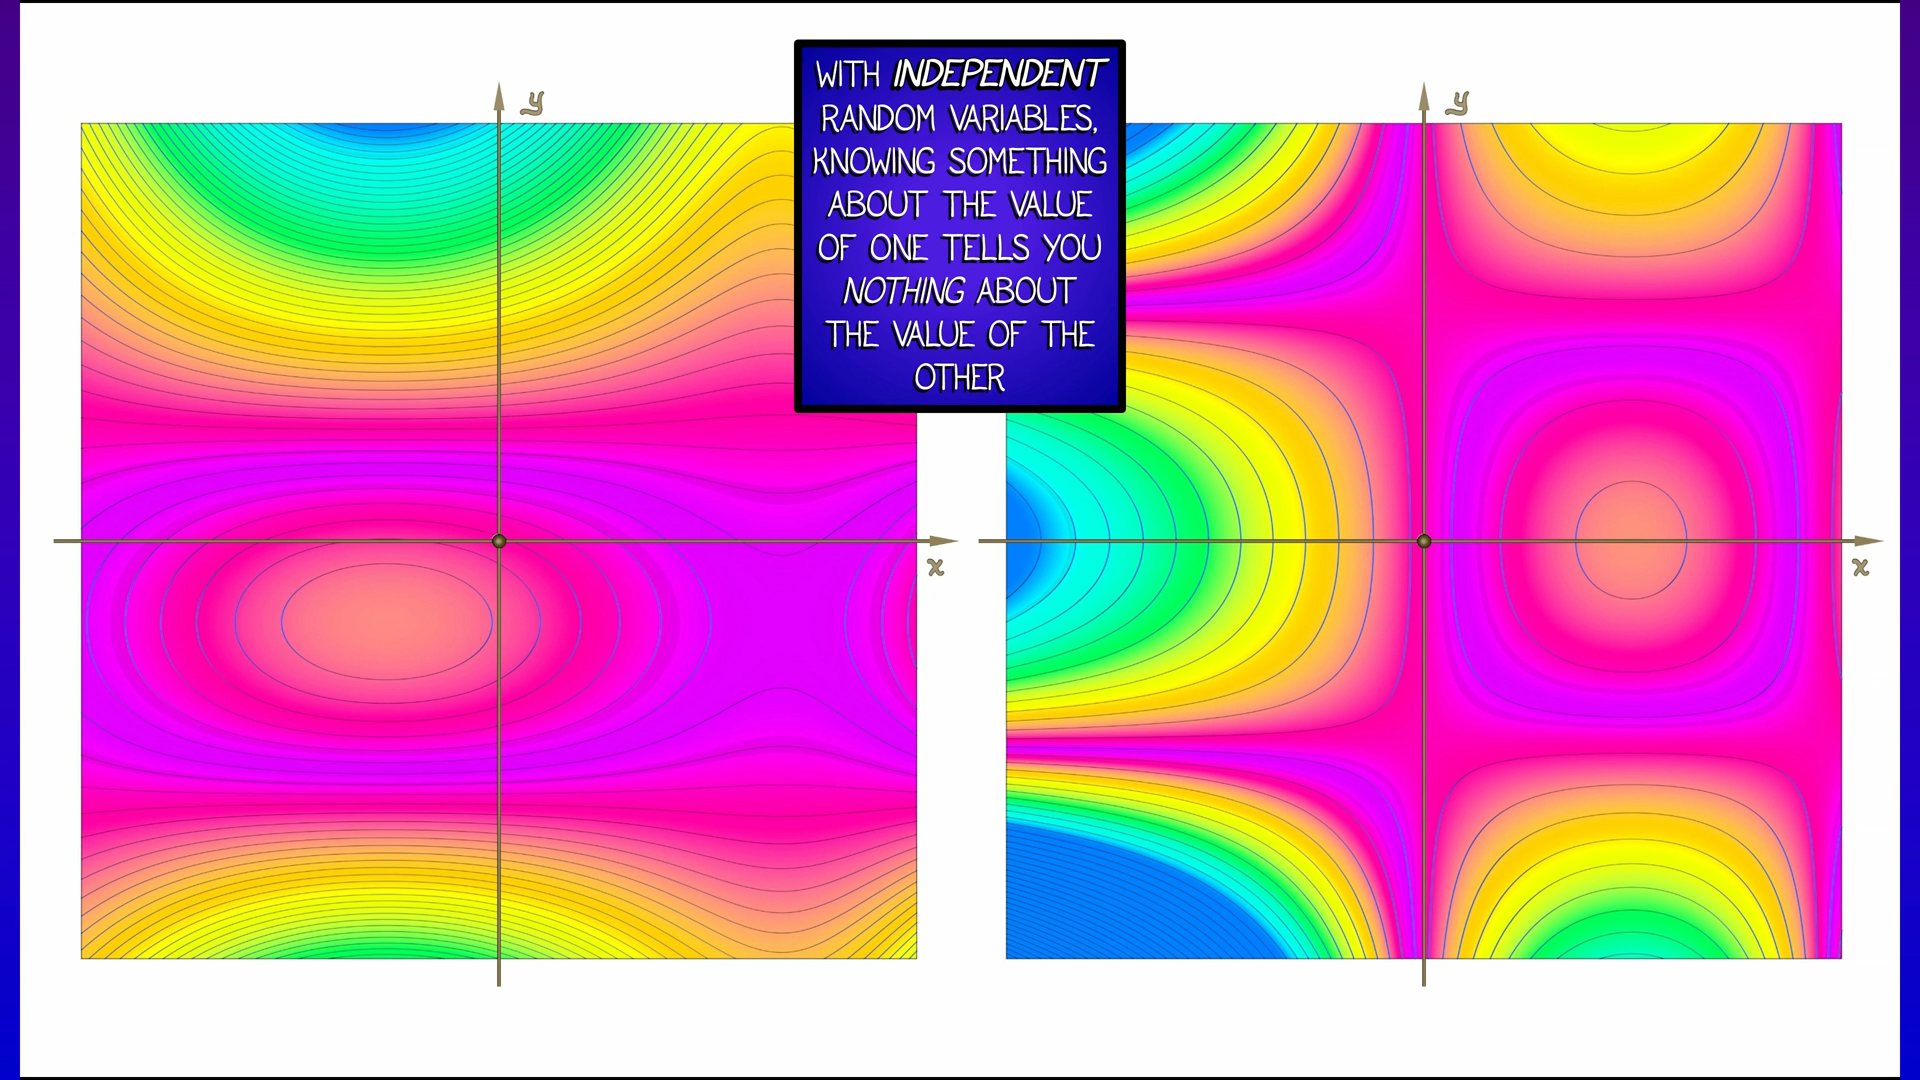 WITH INDEPENDENT
RANDOM VARIABLES,
KNOWING SOMETHING
ABOUT THE VALUE
OF ONE TELLS YOU
NOTHING ABOUT
THE VALUE OF THE
OTHER
y
x
y
x